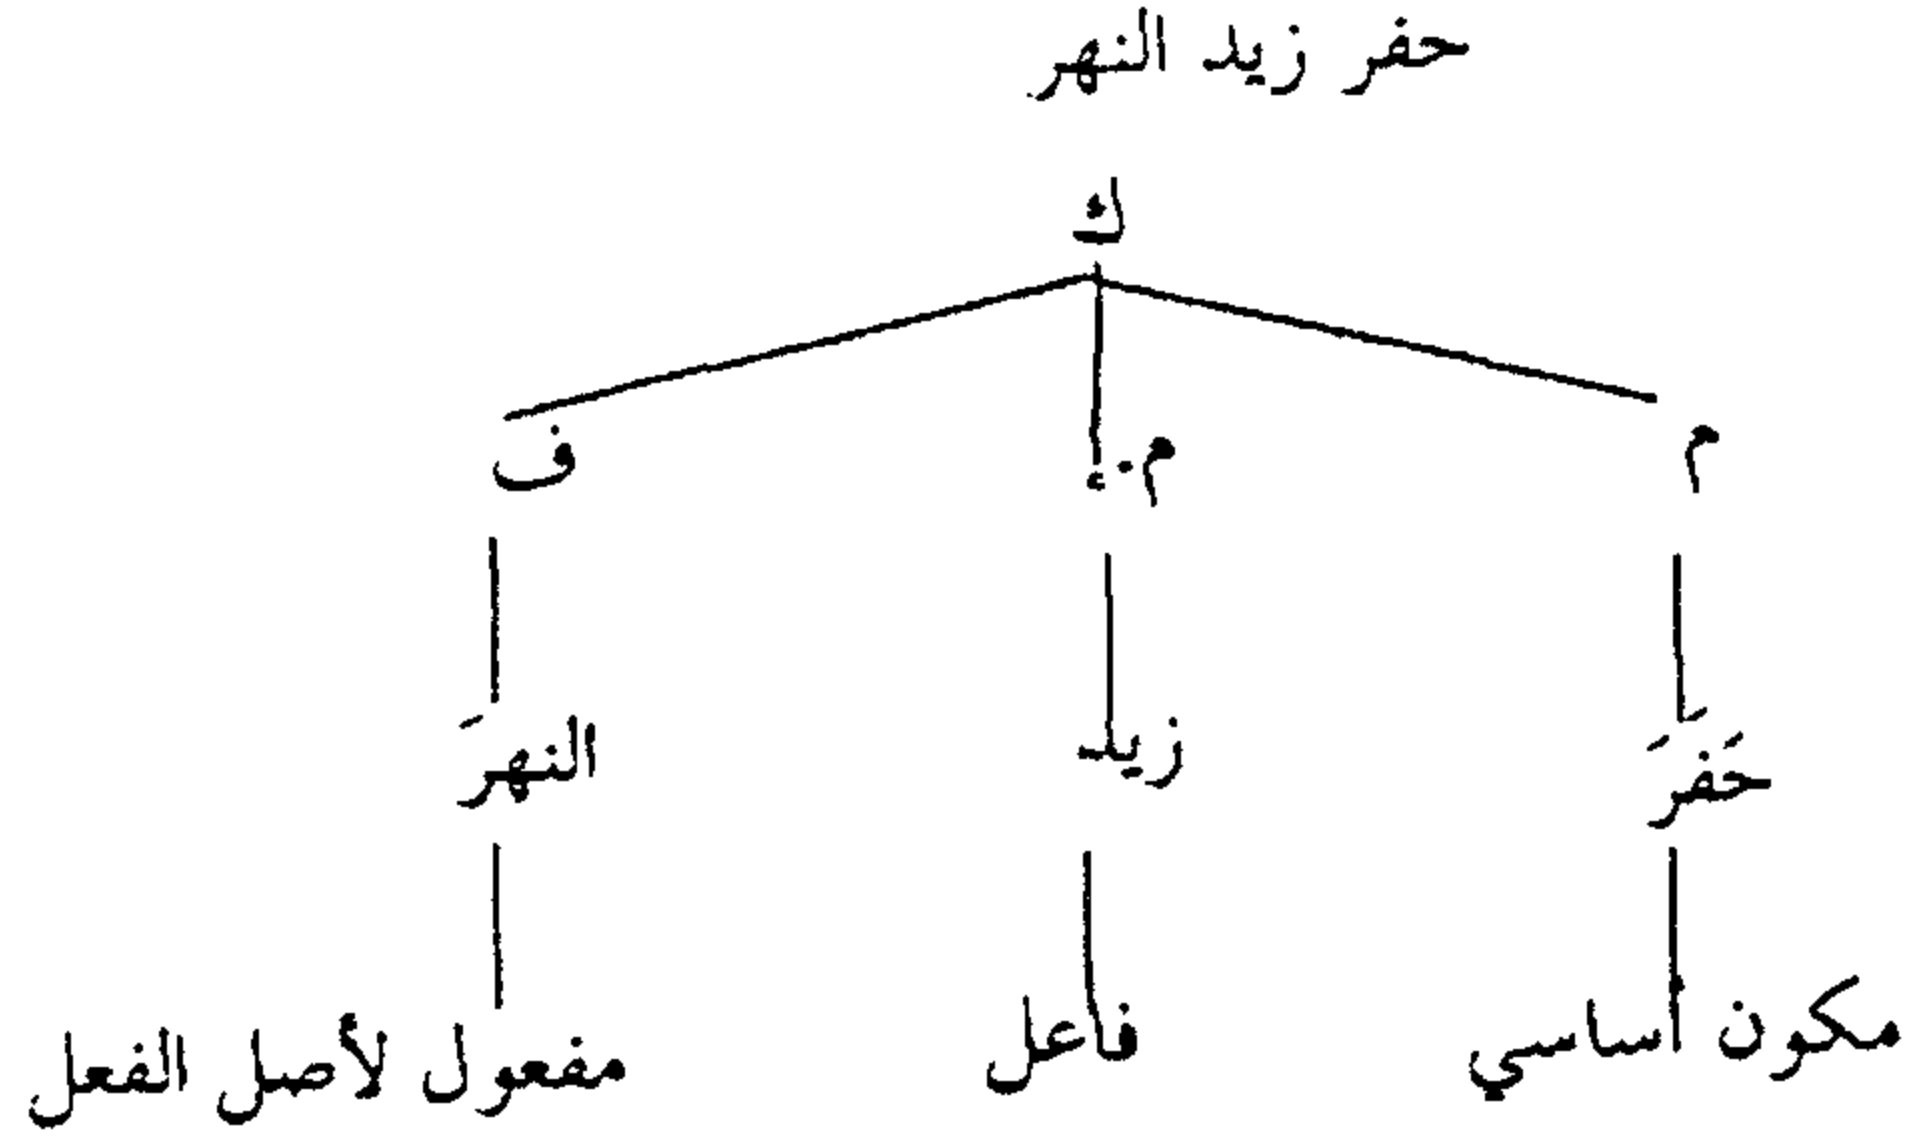 حفر زيد النهر
ك
م م.ء ف
حَفَرَ زيد النهرَ
مكون أساسي فاعل مفعول لأصل الفعل